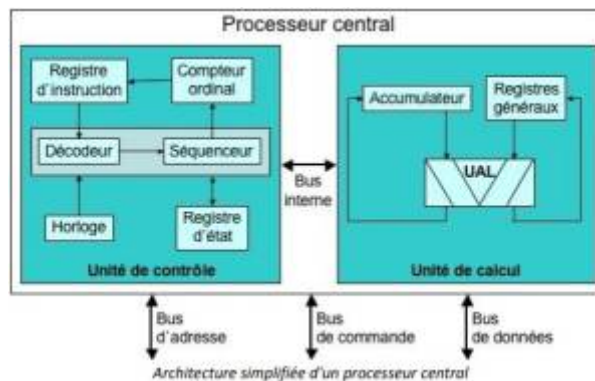 Processeur central
Registre
d'instruction
Compteur
ordinal
Décodeur
Séquenceur
Horloge
Registre
d'état
Unité de contrôle
Bus
interne
Accumulateur
Registres
généraux
UAL
Unité de calcul
Bus
d'adresse
Bus
de commande
Bus
de données
Architecture simplifiée d'un processeur central